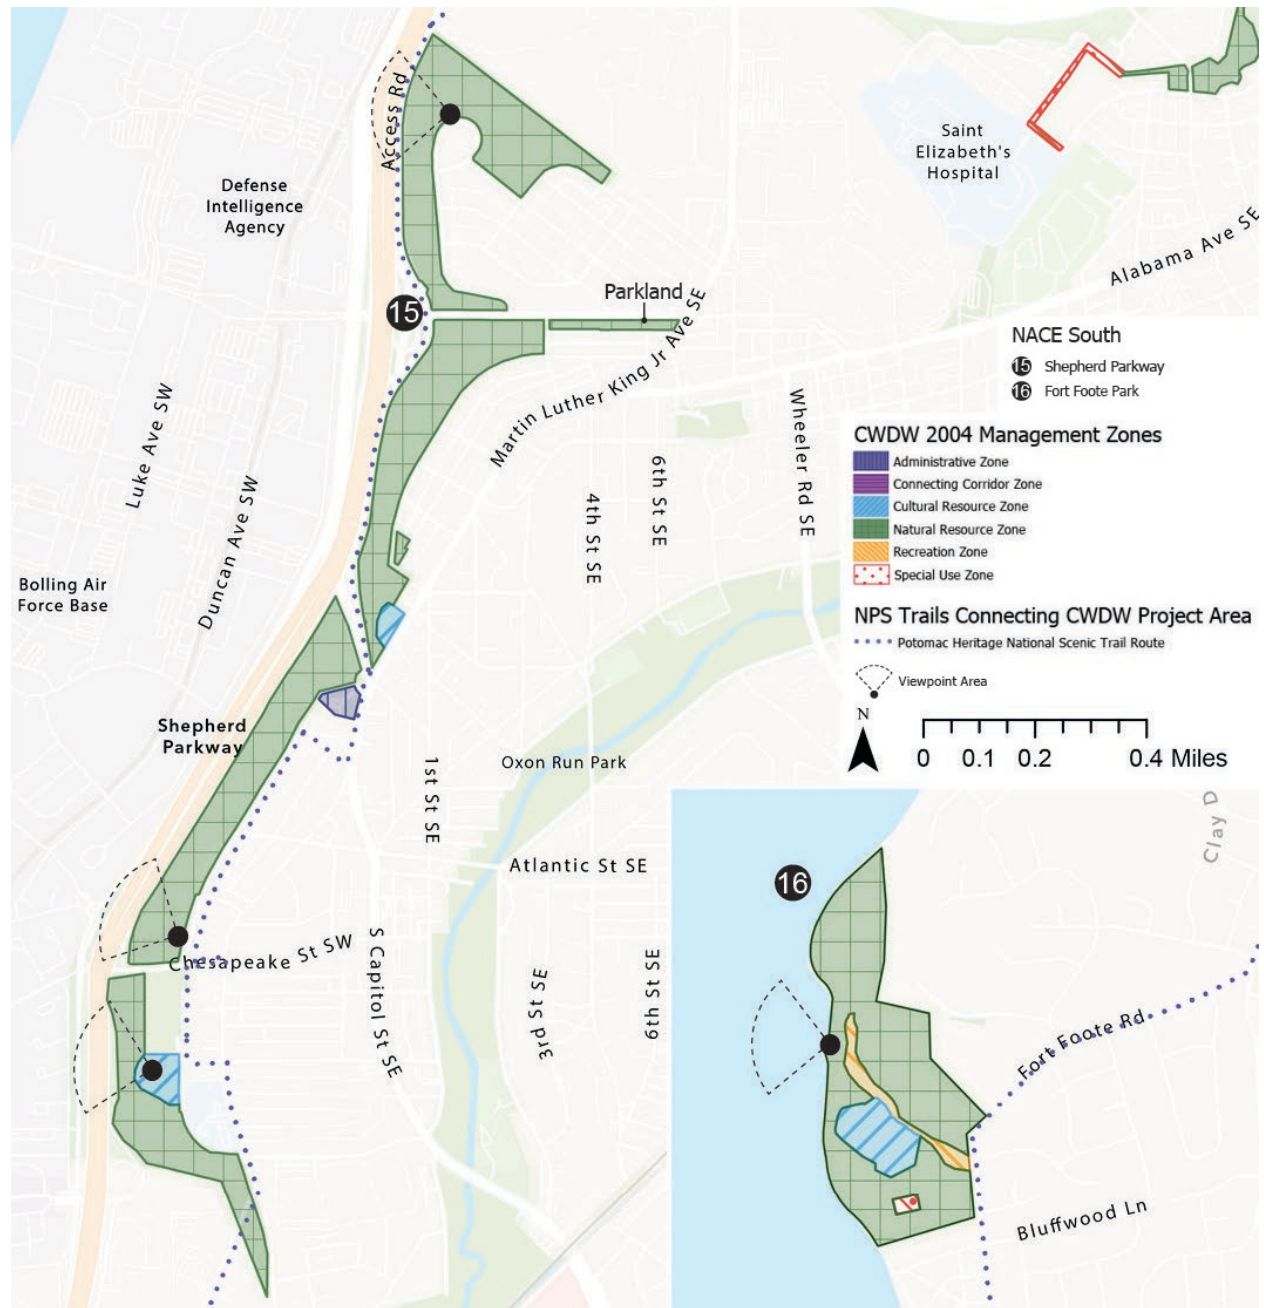 Access Rd
Saint
Elizabeth's
Hospital
Defense
Intelligence
Agency
Alabama Ave SE
Parkland
15
Martin Luther King Jr Ave SE
NACE South
15 Shepherd Parkway
16 Fort Foote Park
Luke Ave SW
Duncan Ave SW
4th St SE
6th St SE
Wheeler Rd SE
CWDW 2004 Management Zones
Administrative Zone
Connecting Corridor Zone
Cultural Resource Zone
Natural Resource Zone
Recreation Zone
Special Use Zone
Bolling Air
Force Base
NPS Trails Connecting CWDW Project Area
Potomac Heritage National Scenic Trail Route
Viewpoint Area
N
0 0.1 0.2 0.4 Miles
Shepherd
Parkway
1st St SE
Oxon Run Park
Atlantic St SE
Clay D
16
Chesapeake St SW
S Capitol St SE
3rd St SE
6th St SE
Fort Foote Rd
Bluffwood Ln